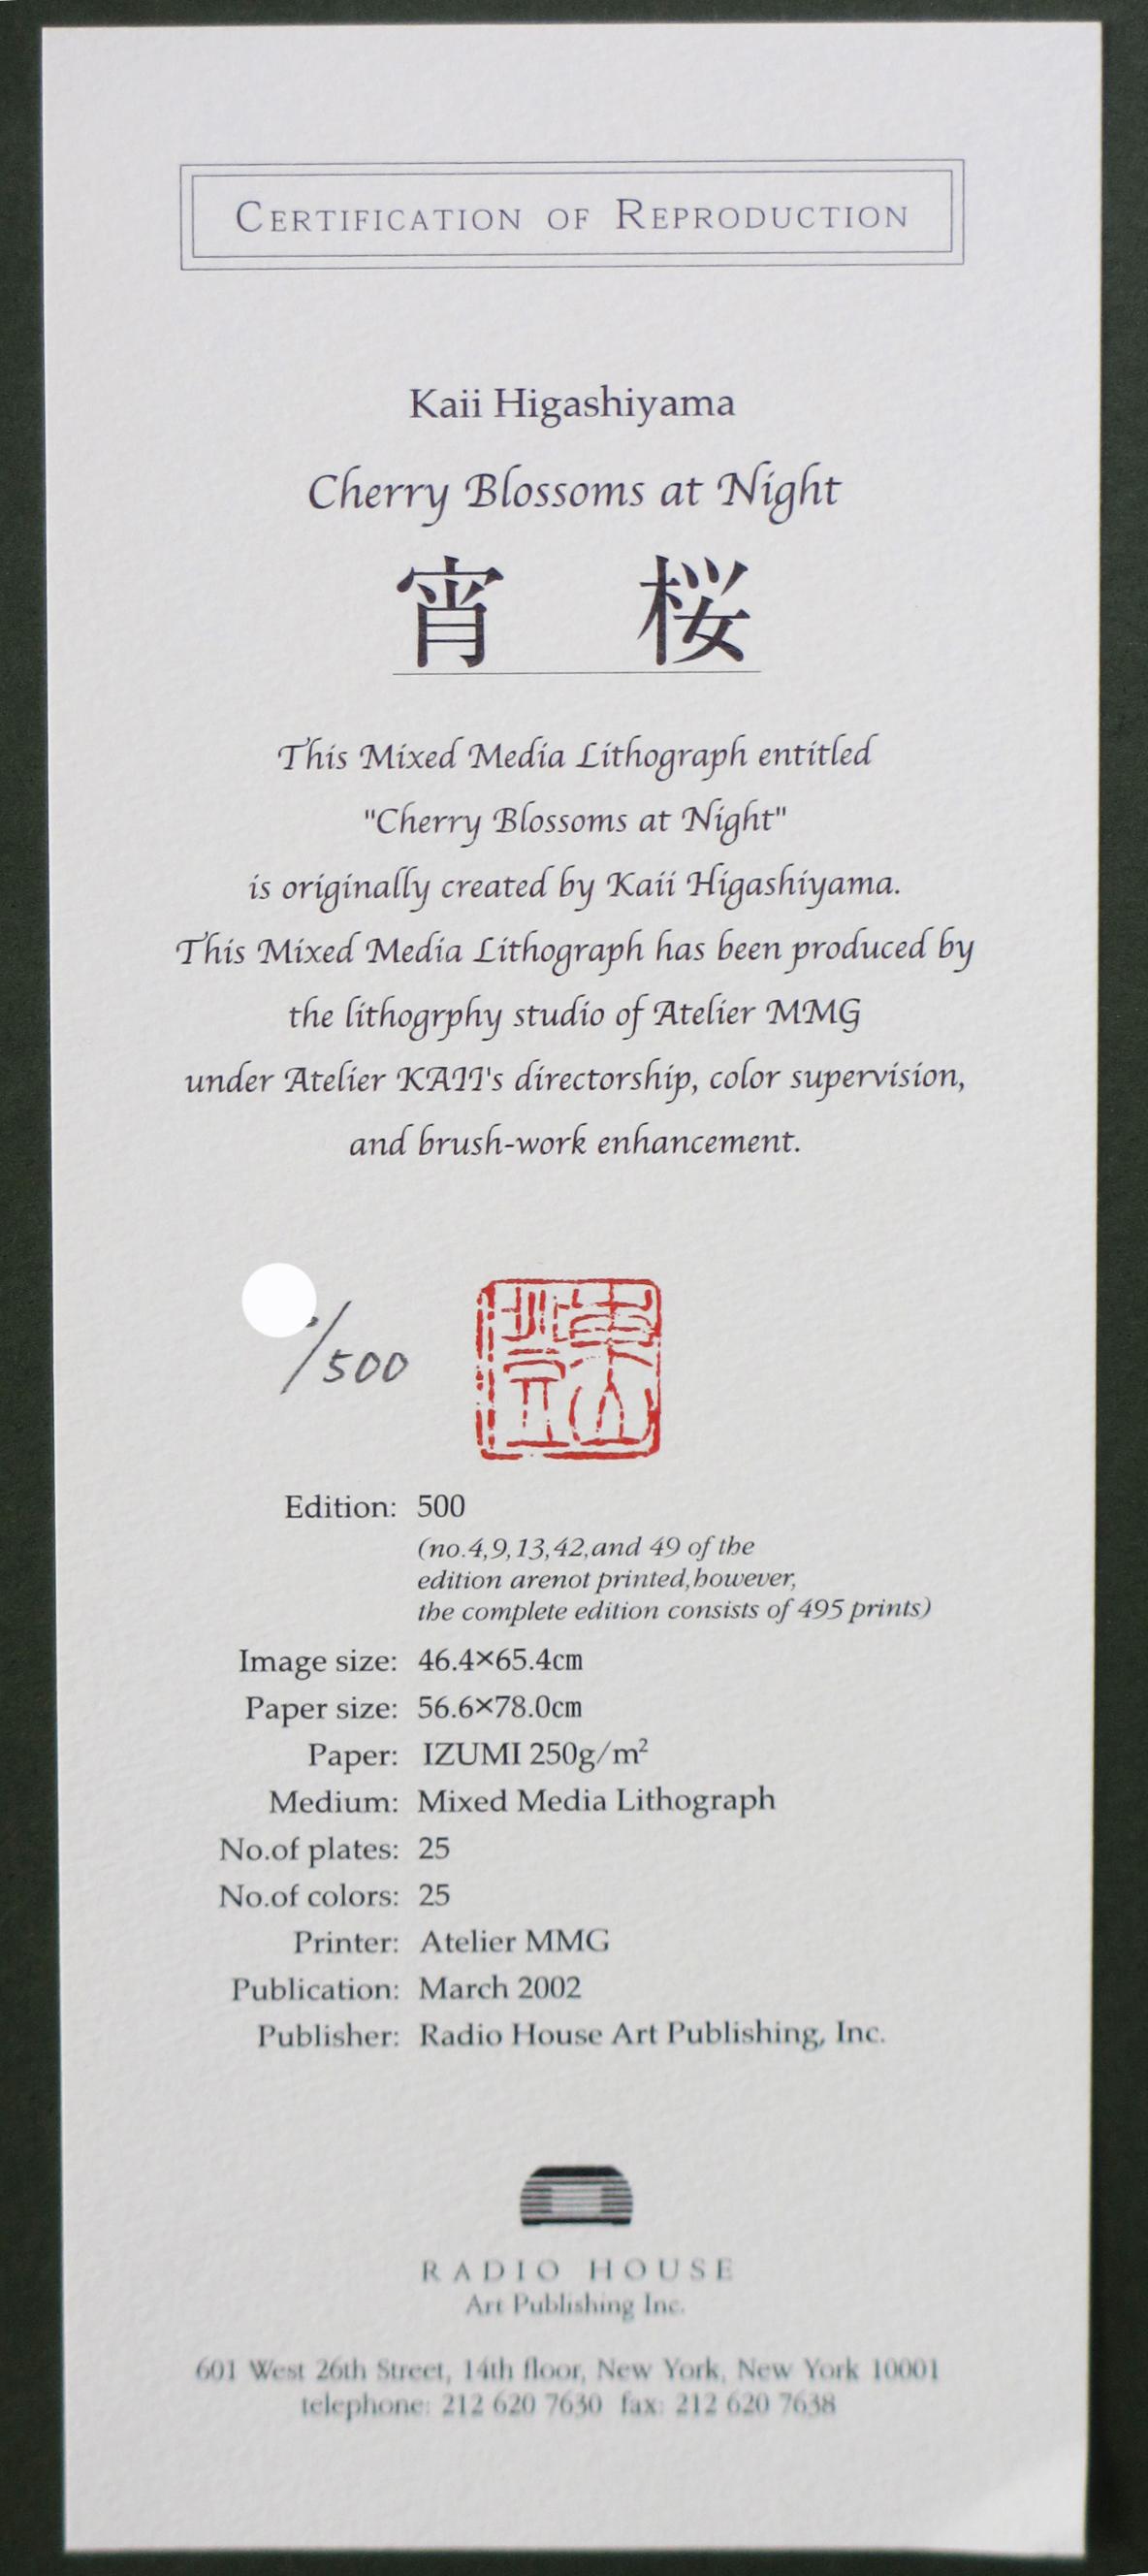 CERTIFICATION OF REPRODUCTION
Kaii Higashiyama
Cherry Blossoms at Night
宵 桜
This Mixed Media Lithograph entitled
"Cherry Blossoms at Night"
is originally created by Kaii Higashiyama.
This Mixed Media Lithograph has been produced by
the lithogrphy studio of Atelier MMG
under Atelier KAII's directorship, color supervision,
and brush-work enhancement.
/500
Edition: 500
(no.4,9,13,42,and 49 of the
edition arenot printed,however,
the complete edition consists of 495 prints)
Image size: 46.4×65.4cm
Paper size: 56.6×78.0cm
Paper: IZUMI 250g/m²
Medium: Mixed Media Lithograph
No.of plates: 25
No.of colors: 25
Printer: Atelier MMG
Publication: March 2002
Publisher: Radio House Art Publishing, Inc.
RADIO HOUSE
Art Publishing Inc.
601 West 26th Street, 14th floor, New York, New York 10001
telephone: 212 620 7630 fax: 212 620 7638